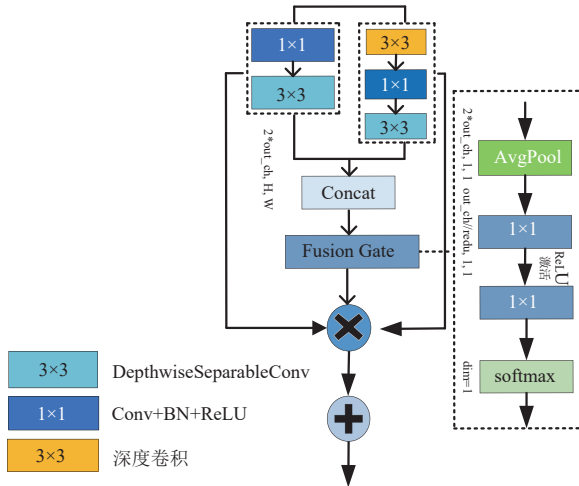 1×1
3×3
3×3
1×1
3×3
2*out_ch, H, W
Concat
Fusion Gate
2*out_ch, 1, 1
out_ch//redu, 1, 1
AvgPool
1×1
ReLU
激活
1×1
dim=1
softmax
3×3
DepthwiseSeparableConv
1×1
Conv+BN+ReLU
3×3
深度卷积